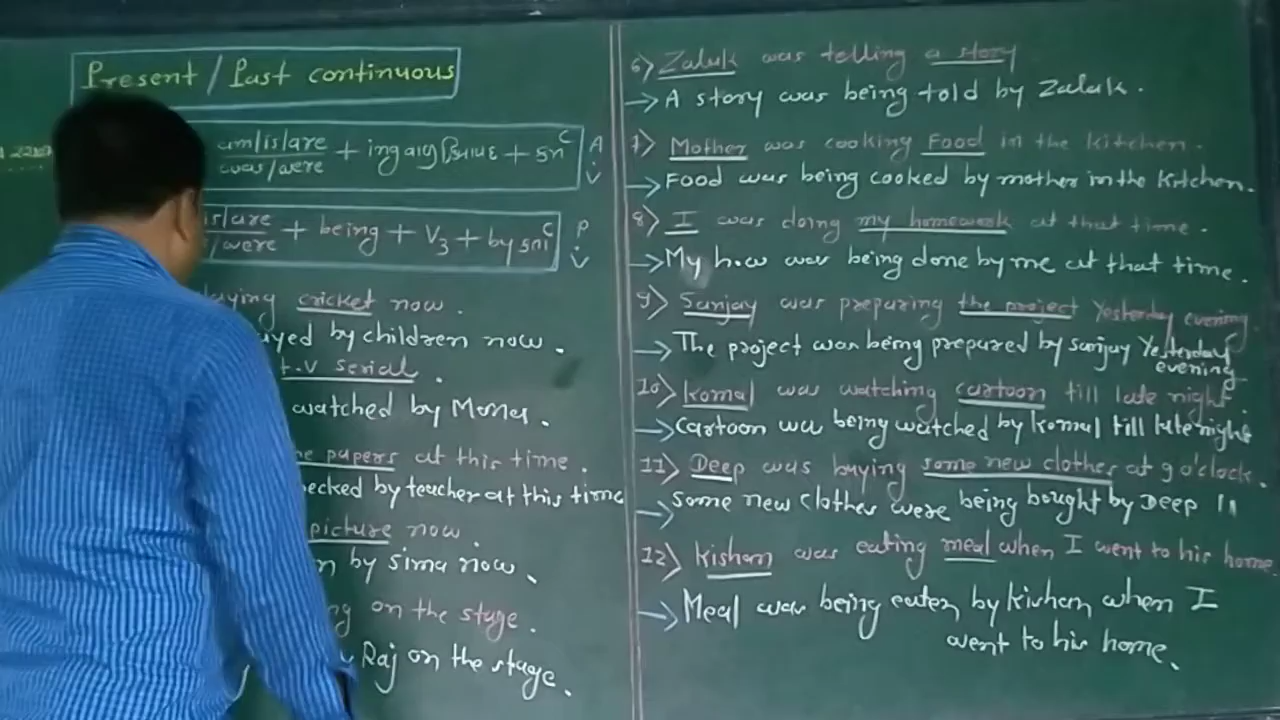 Present / Past continuous
am/is/are
was/were + ing વાળું ક્રિયાપદ + કર્મ C A
V
is/are
/were + being + V3 + by કર્તા C P
V
aying cricket now.
ayed by children now.
t.v serial.
watched by Mona.
e papers at this time.
ecked by teacher at this time
picture now.
n by sima now.
ng on the stage.
Raj on the stage.
6) Zalak was telling a story
→ A story was being told by Zalak.
7) Mother was cooking Food in the kitchen.
→ Food was being cooked by mother in the kitchen.
8) I was doing my homework at that time.
→ My h.w was being done by me at that time.
9) Sanjay was preparing the project Yesterday evening.
→ The project was being prepared by sanjay Yesterday
evening
10) Komal was watching cartoon till late night.
→ Cartoon was being watched by komal till late night.
11) Deep was buying some new clothes at 9 o'clock.
→ Some new clothes were being bought by Deep "
12) Kishan was eating meal when I went to his home.
→ Meal was being eaten by Kishan when I
went to his home.